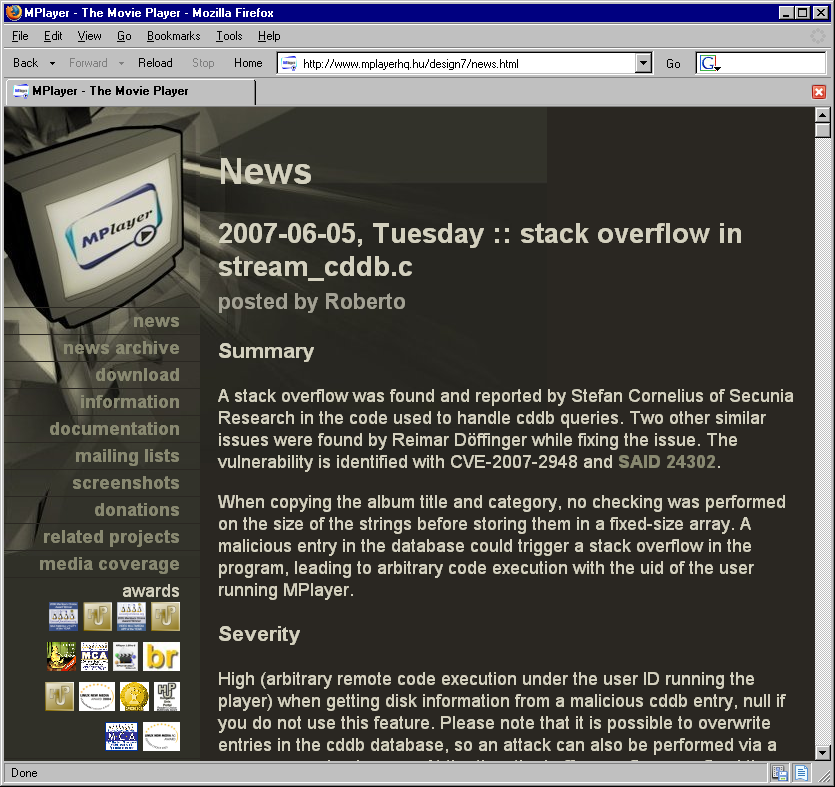 MPlayer - The Movie Player - Mozilla Firefox
File Edit View Go Bookmarks Tools Help
Back Forward Reload Stop Home http://www.mplayerhq.hu/design7/news.html Go G
MPlayer - The Movie Player
MPlayer
news
news archive
download
information
documentation
mailing lists
screenshots
donations
related projects
media coverage
awards
br
MCA
MCA
News
2007-06-05, Tuesday :: stack overflow in
stream_cddb.c
posted by Roberto
Summary
A stack overflow was found and reported by Stefan Cornelius of Secunia
Research in the code used to handle cddb queries. Two other similar
issues were found by Reimar Döffinger while fixing the issue. The
vulnerability is identified with CVE-2007-2948 and SAID 24302.
When copying the album title and category, no checking was performed
on the size of the strings before storing them in a fixed-size array. A
malicious entry in the database could trigger a stack overflow in the
program, leading to arbitrary code execution with the uid of the user
running MPlayer.
Severity
High (arbitrary remote code execution under the user ID running the
player) when getting disk information from a malicious cddb entry, null if
you do not use this feature. Please note that it is possible to overwrite
entries in the cddb database, so an attack can also be performed via a
Done